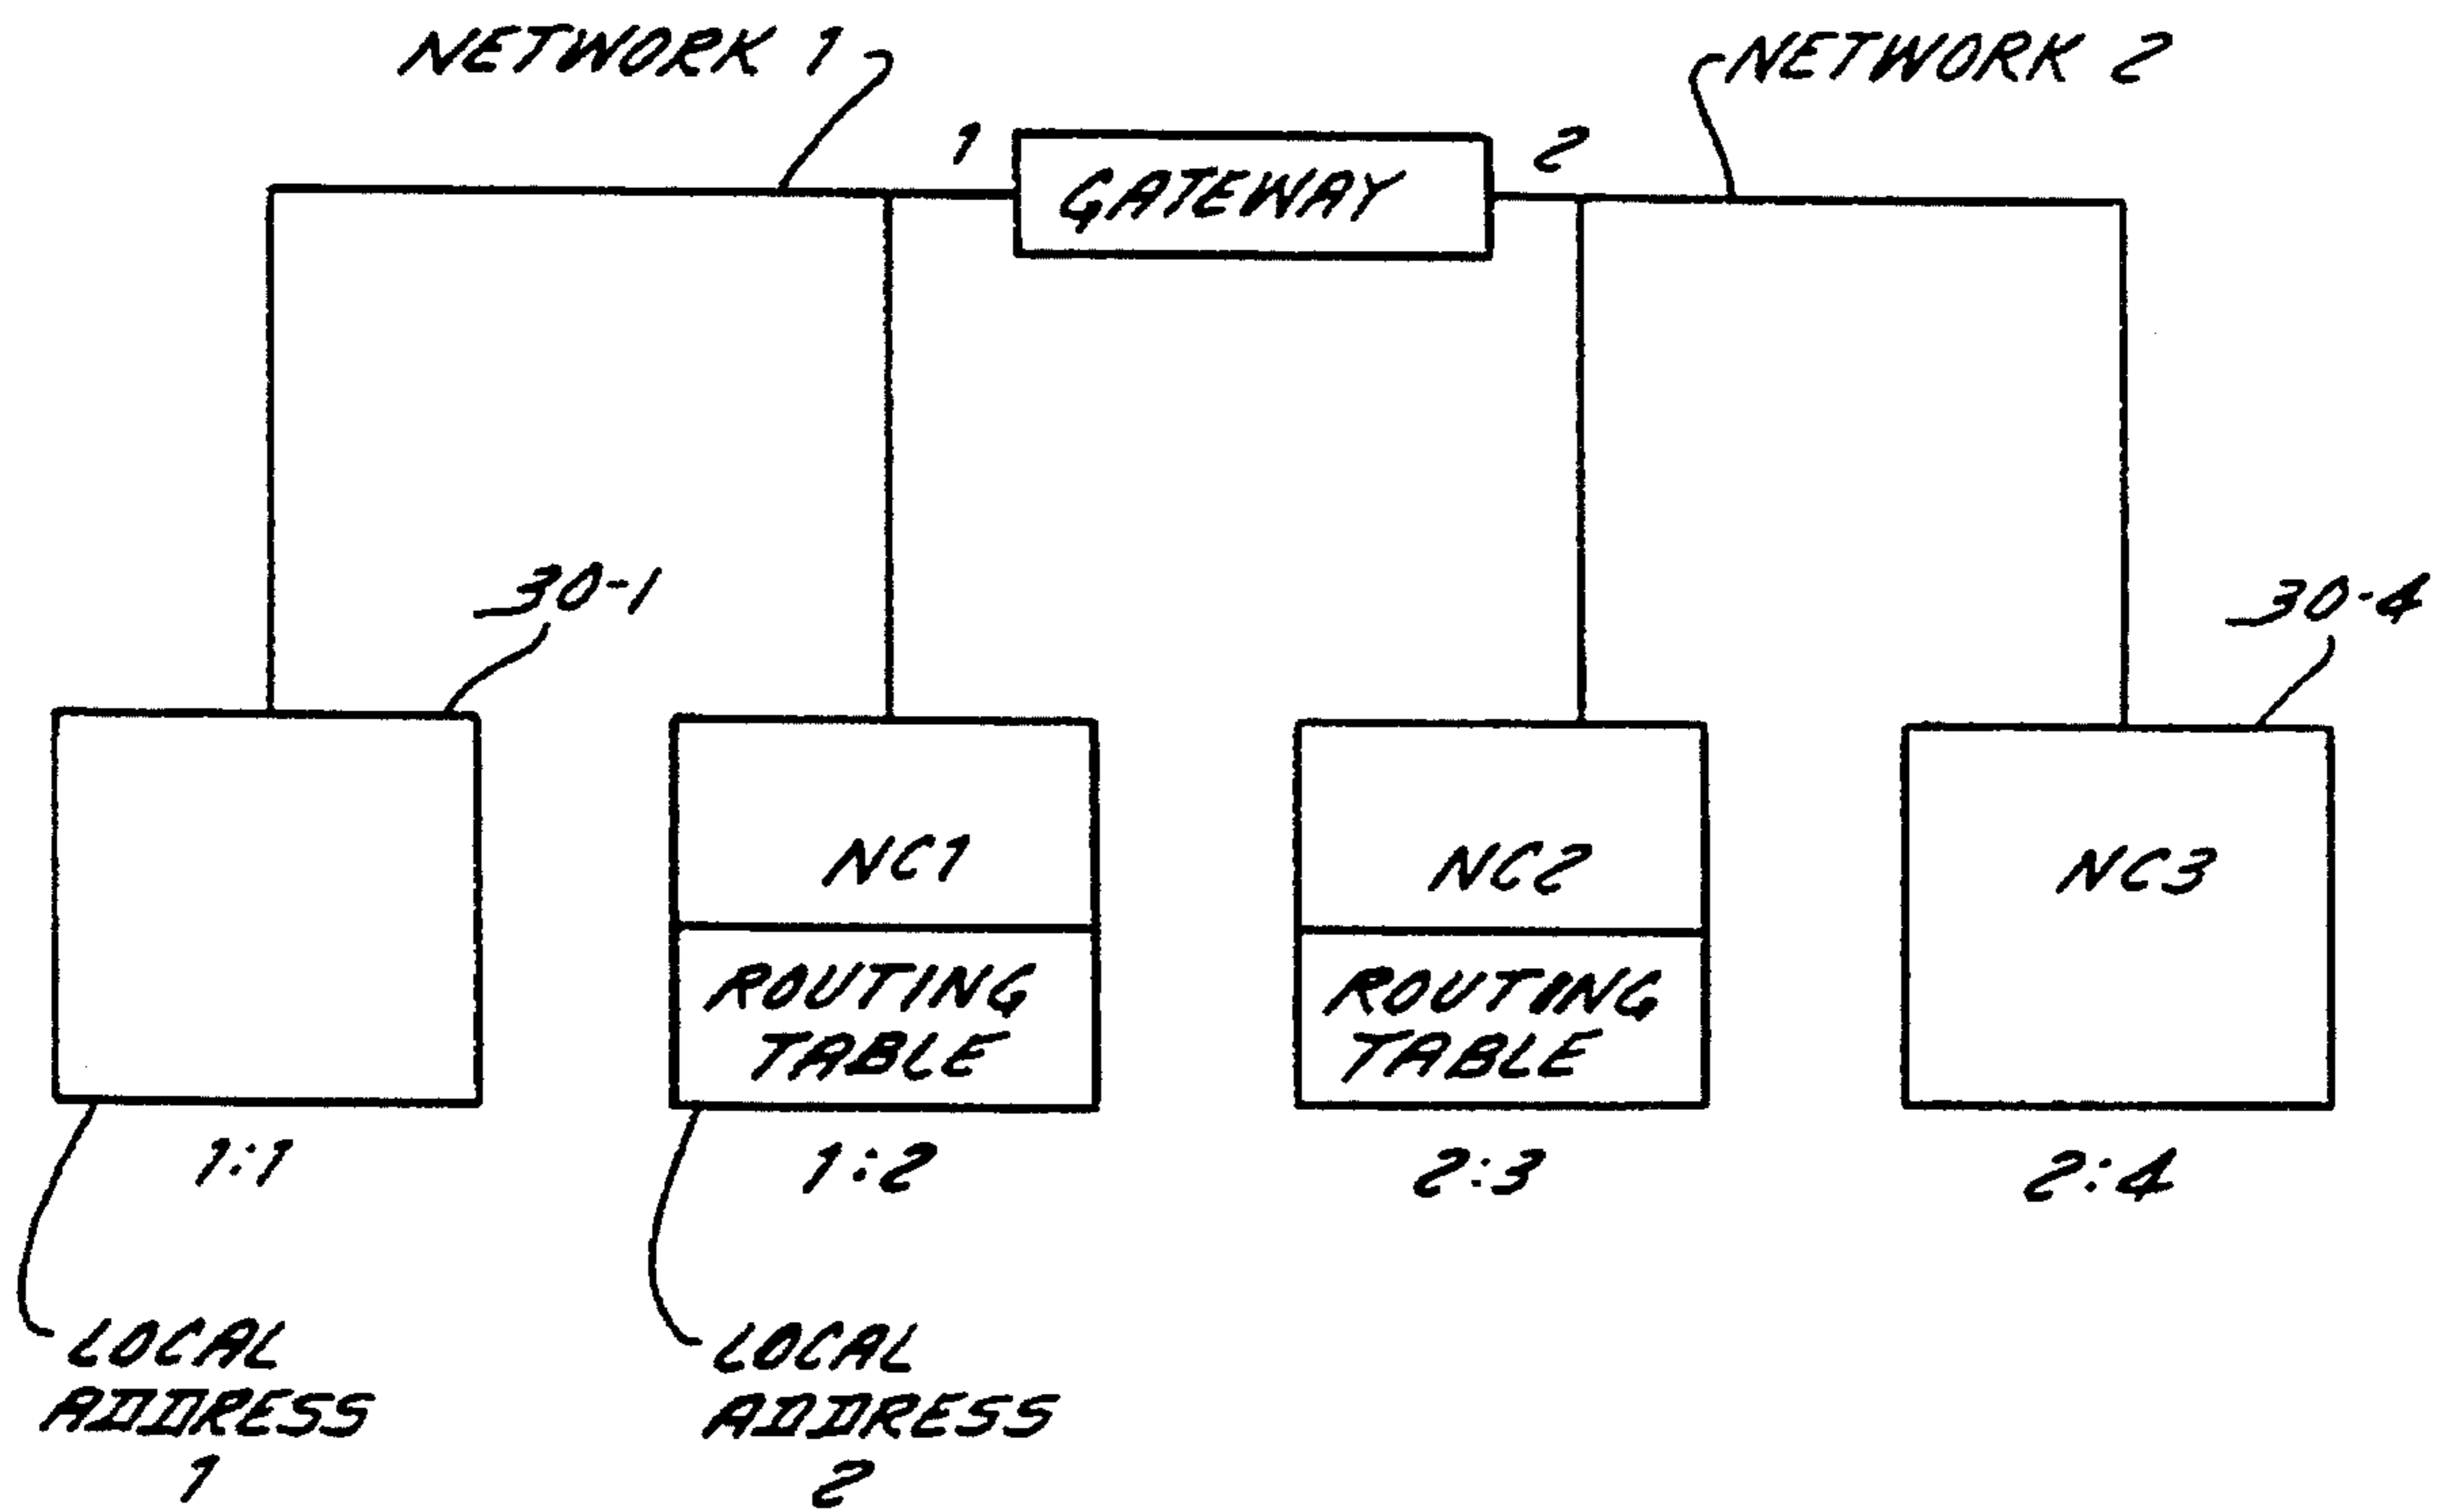 NETWORK 1
NETWORK 2
1
GATEWAY
2
30-1
30-4
NC1
ROUTING
TABLE
NC2
ROUTING
TABLE
NC3
1:1
1:2
2:3
2:4
LOCAL
ADDRESS
1
LOCAL
ADDRESS
2